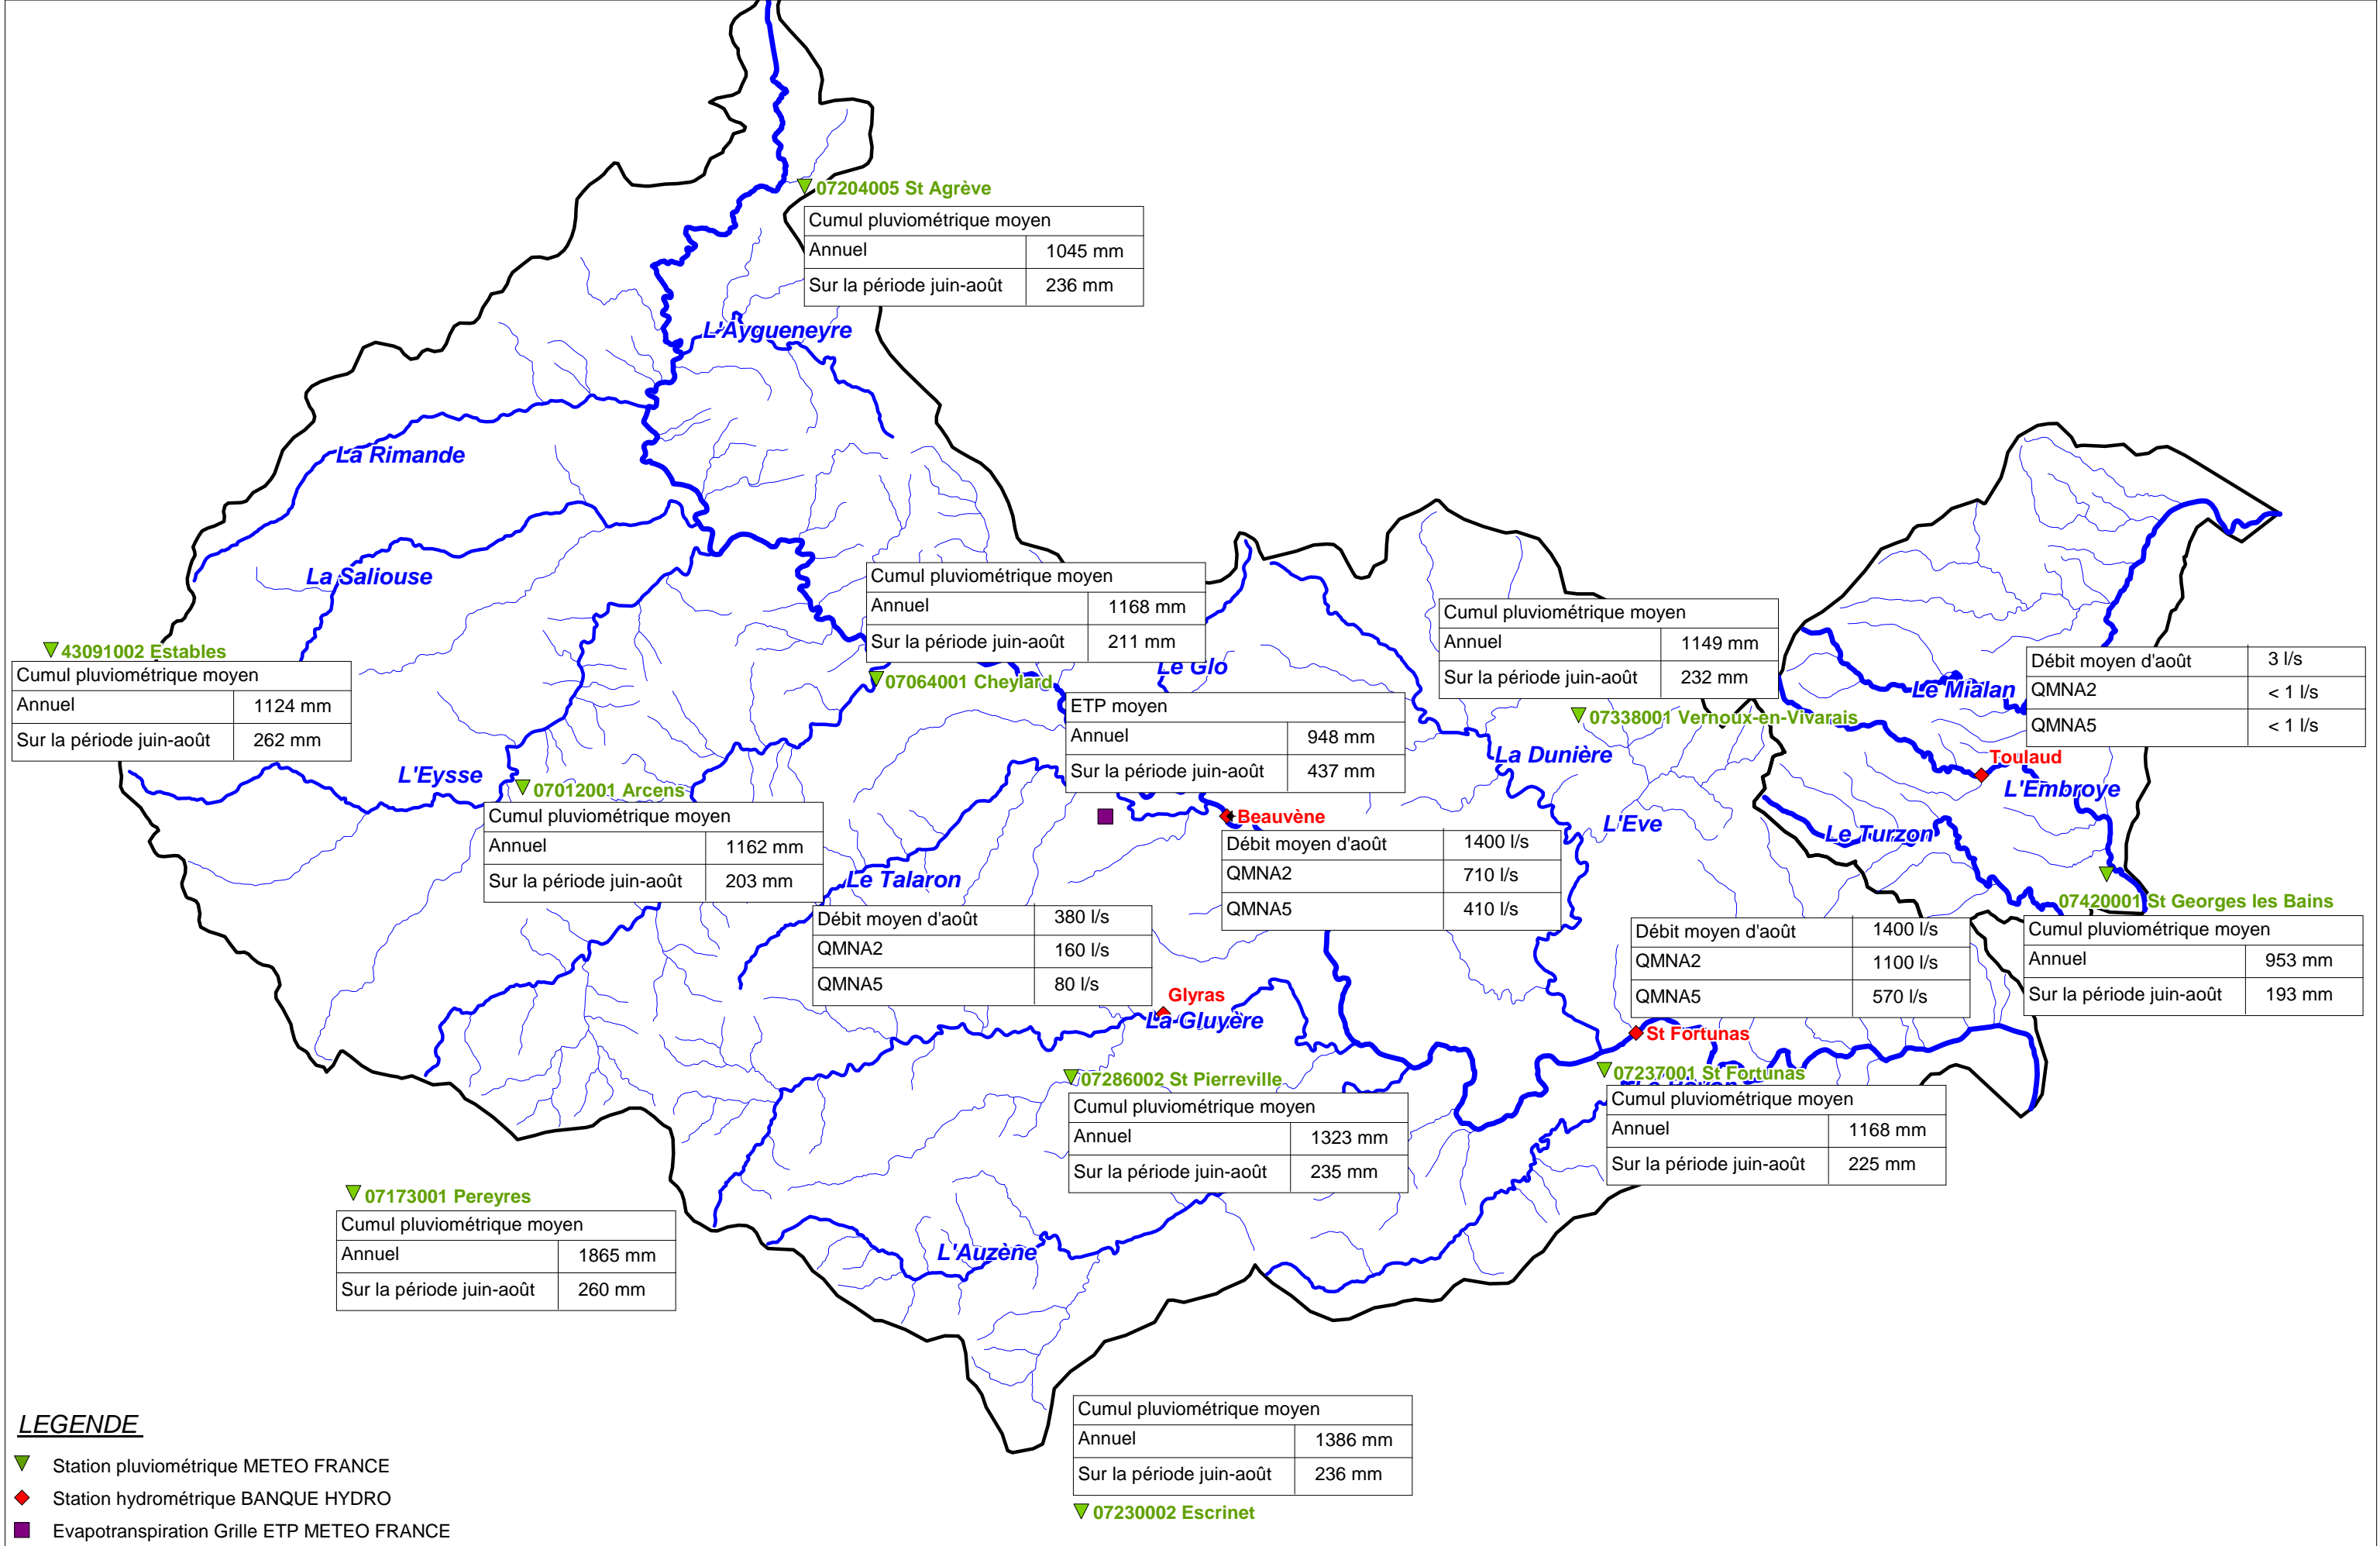 07204005 St Agrève
Cumul pluviométrique moyen
Annuel 1045 mm
Sur la période juin-août 236 mm
L'Aygueneyre
La Rimande
La Saliouse
43091002 Estables
Cumul pluviométrique moyen
Annuel 1124 mm
Sur la période juin-août 262 mm
Cumul pluviométrique moyen
Annuel 1168 mm
Sur la période juin-août 211 mm
07064001 Cheylard
Le Glo
Cumul pluviométrique moyen
Annuel 1149 mm
Sur la période juin-août 232 mm
07338001 Vernoux-en-Vivarais
Le Mialan
Débit moyen d'août 3 l/s
QMNA2 < 1 l/s
QMNA5 < 1 l/s
Toulaud
L'Embroye
ETP moyen
Annuel 948 mm
Sur la période juin-août 437 mm
La Dunière
L'Eysse
07012001 Arcens
Cumul pluviométrique moyen
Annuel 1162 mm
Sur la période juin-août 203 mm
Beauvène
Débit moyen d'août 1400 l/s
QMNA2 710 l/s
QMNA5 410 l/s
L'Eve
Le Turzon
Le Talaron
Débit moyen d'août 380 l/s
QMNA2 160 l/s
QMNA5 80 l/s
Glyras
La Gluyère
07420001 St Georges les Bains
Cumul pluviométrique moyen
Annuel 953 mm
Sur la période juin-août 193 mm
Débit moyen d'août 1400 l/s
QMNA2 1100 l/s
QMNA5 570 l/s
St Fortunas
07237001 St Fortunas
Cumul pluviométrique moyen
Annuel 1168 mm
Sur la période juin-août 225 mm
07286002 St Pierreville
Cumul pluviométrique moyen
Annuel 1323 mm
Sur la période juin-août 235 mm
07173001 Pereyres
Cumul pluviométrique moyen
Annuel 1865 mm
Sur la période juin-août 260 mm
L'Auzène
Cumul pluviométrique moyen
Annuel 1386 mm
Sur la période juin-août 236 mm
07230002 Escrinet
LEGENDE
Station pluviométrique METEO FRANCE
Station hydrométrique BANQUE HYDRO
Evapotranspiration Grille ETP METEO FRANCE